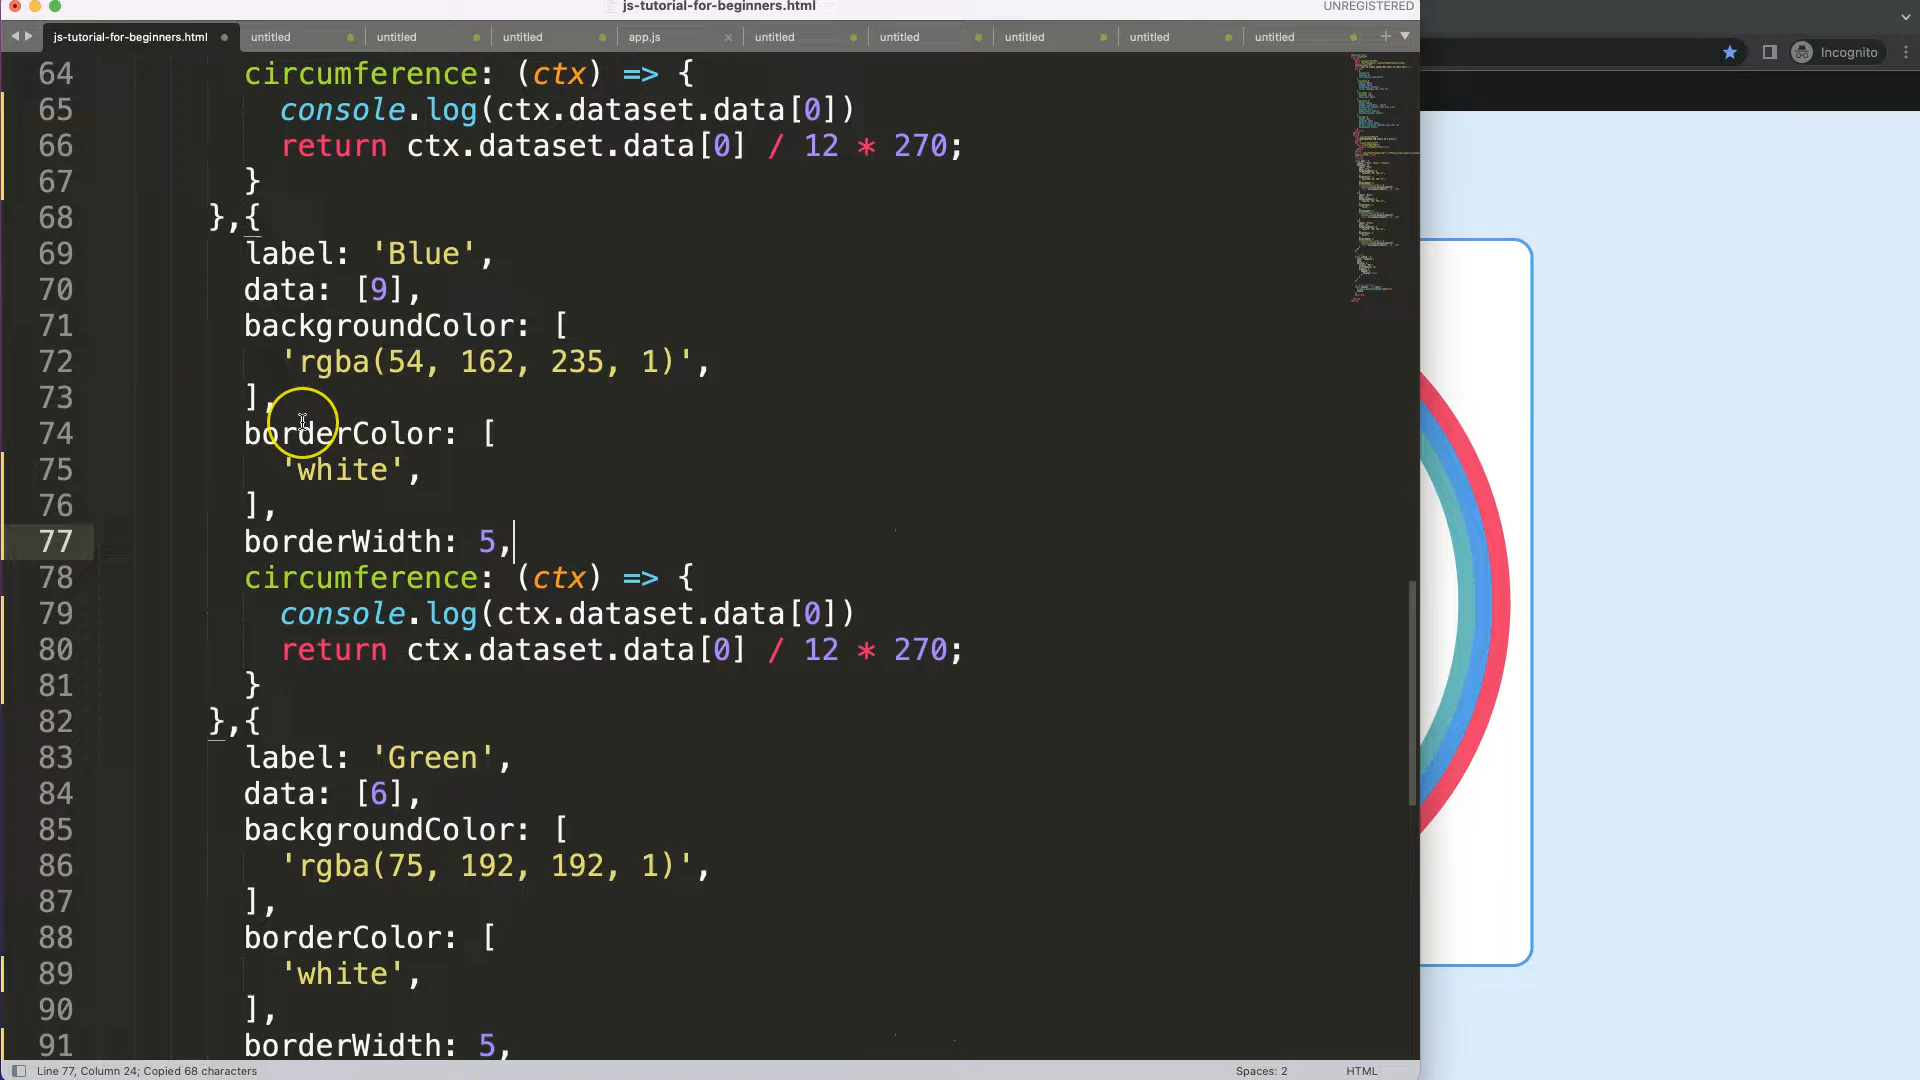 js-tutorial-for-beginners.html
UNREGISTERED
js-tutorial-for-beginners.html untitled untitled untitled app.js untitled untitled untitled untitled untitled
Incognito
64 circumference: (ctx) => {
65 console.log(ctx.dataset.data[0])
66 return ctx.dataset.data[0] / 12 * 270;
67 }
68 },{
69 label: 'Blue',
70 data: [9],
71 backgroundColor: [
72 'rgba(54, 162, 235, 1)',
73 ],
74 borderColor: [
75 'white',
76 ],
77 borderWidth: 5,
78 circumference: (ctx) => {
79 console.log(ctx.dataset.data[0])
80 return ctx.dataset.data[0] / 12 * 270;
81 }
82 },{
83 label: 'Green',
84 data: [6],
85 backgroundColor: [
86 'rgba(75, 192, 192, 1)',
87 ],
88 borderColor: [
89 'white',
90 ],
91 borderWidth: 5,
Line 77, Column 24; Copied 68 characters
Spaces: 2
HTML